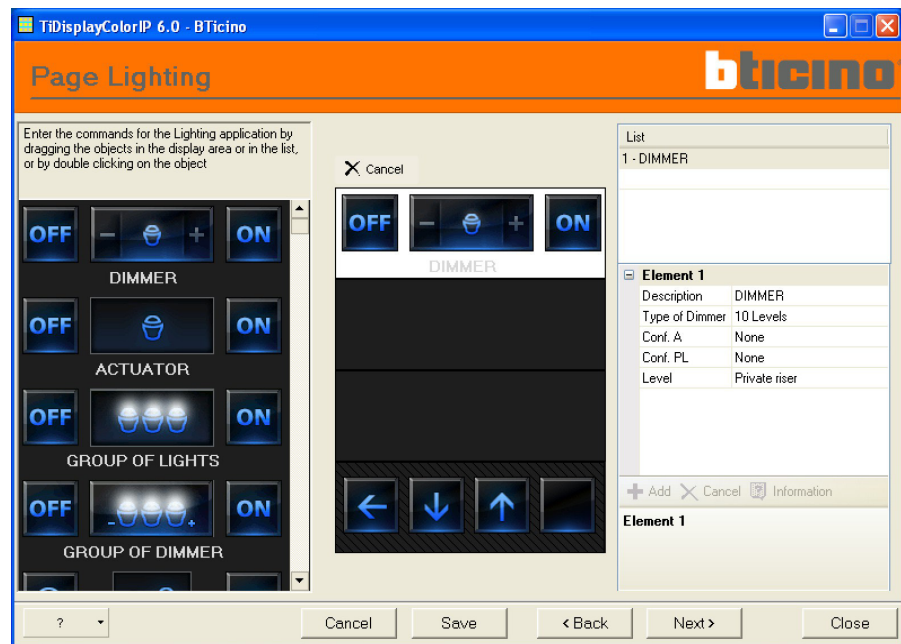 TiDisplayColorIP 6.0 - BTicino
Page Lighting
bticino
Enter the commands for the Lighting application by
dragging the objects in the display area or in the list,
or by double clicking on the object
OFF - + ON
DIMMER
OFF ON
ACTUATOR
OFF ON
GROUP OF LIGHTS
OFF - + ON
GROUP OF DIMMER
Cancel
OFF - + ON
DIMMER
List
1 - DIMMER
Element 1
Description DIMMER
Type of Dimmer 10 Levels
Conf. A None
Conf. PL None
Level Private riser
Add Cancel Information
Element 1
? Cancel Save < Back Next > Close